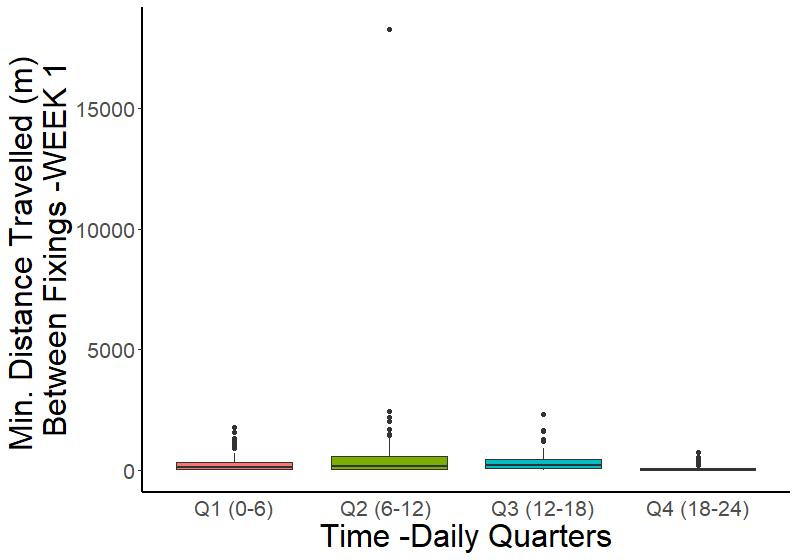 Min. Distance Travelled (m)
Between Fixings -WEEK 1
15000
10000
5000
0
Q1 (0-6) Q2 (6-12) Q3 (12-18) Q4 (18-24)
Time -Daily Quarters